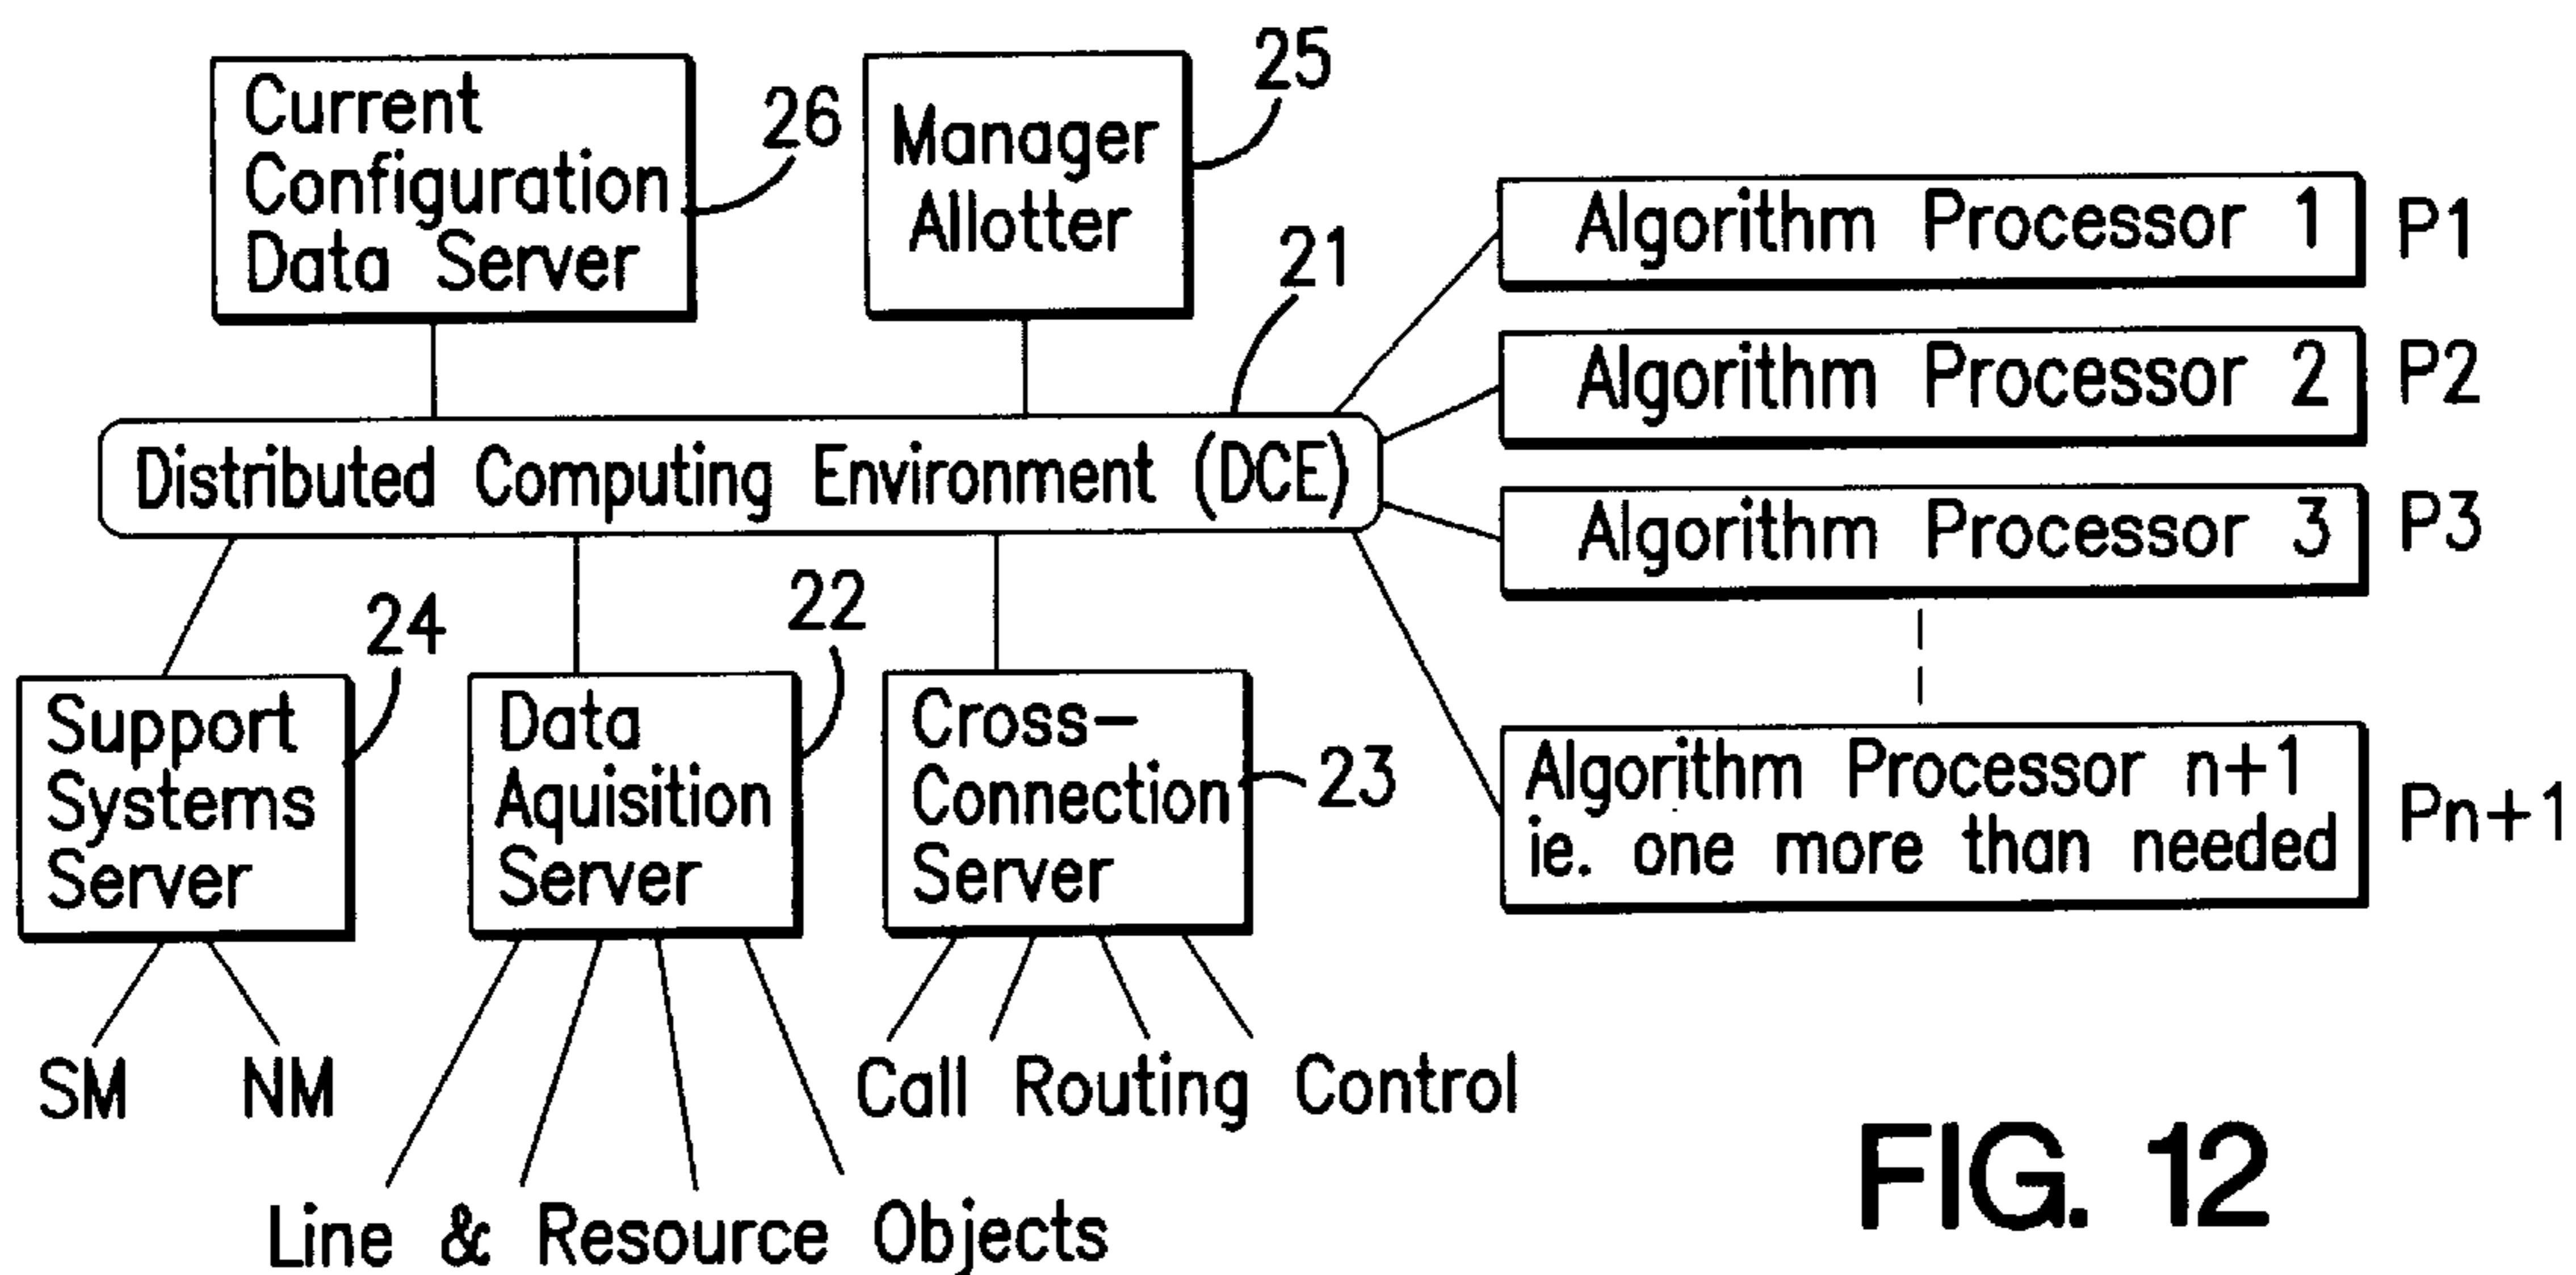 Current
Configuration
Data Server
26
Manager
Allotter
25
21
Algorithm Processor 1
P1
Algorithm Processor 2
P2
Distributed Computing Environment (DCE)
Algorithm Processor 3
P3
Support
Systems
Server
24
Data
Aquisition
Server
22
Cross-
Connection
Server
23
Algorithm Processor n+1
ie. one more than needed
Pn+1
SM
NM
Call Routing Control
Line & Resource Objects
FIG. 12